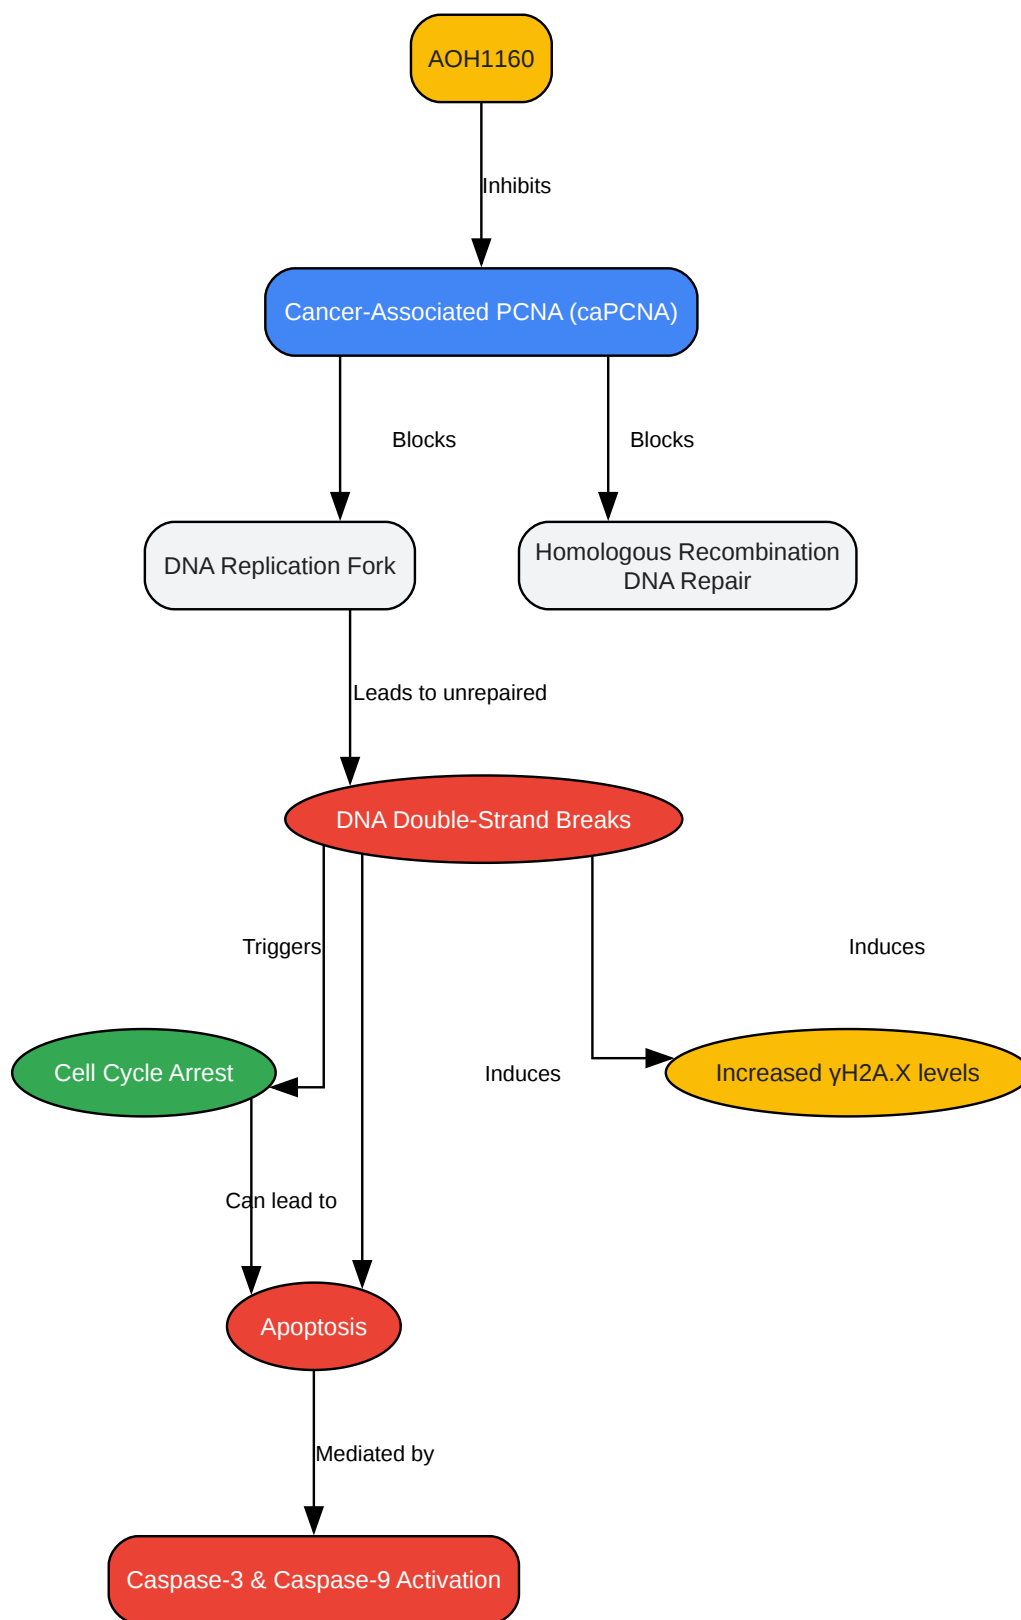 AOH1160
Inhibits
Cancer-Associated PCNA (caPCNA)
Blocks
Blocks
DNA Replication Fork
Homologous Recombination
DNA Repair
Leads to unrepaired
DNA Double-Strand Breaks
Triggers
Induces
Cell Cycle Arrest
Induces
Increased γH2A.X levels
Can lead to
Apoptosis
Mediated by
Caspase-3 & Caspase-9 Activation